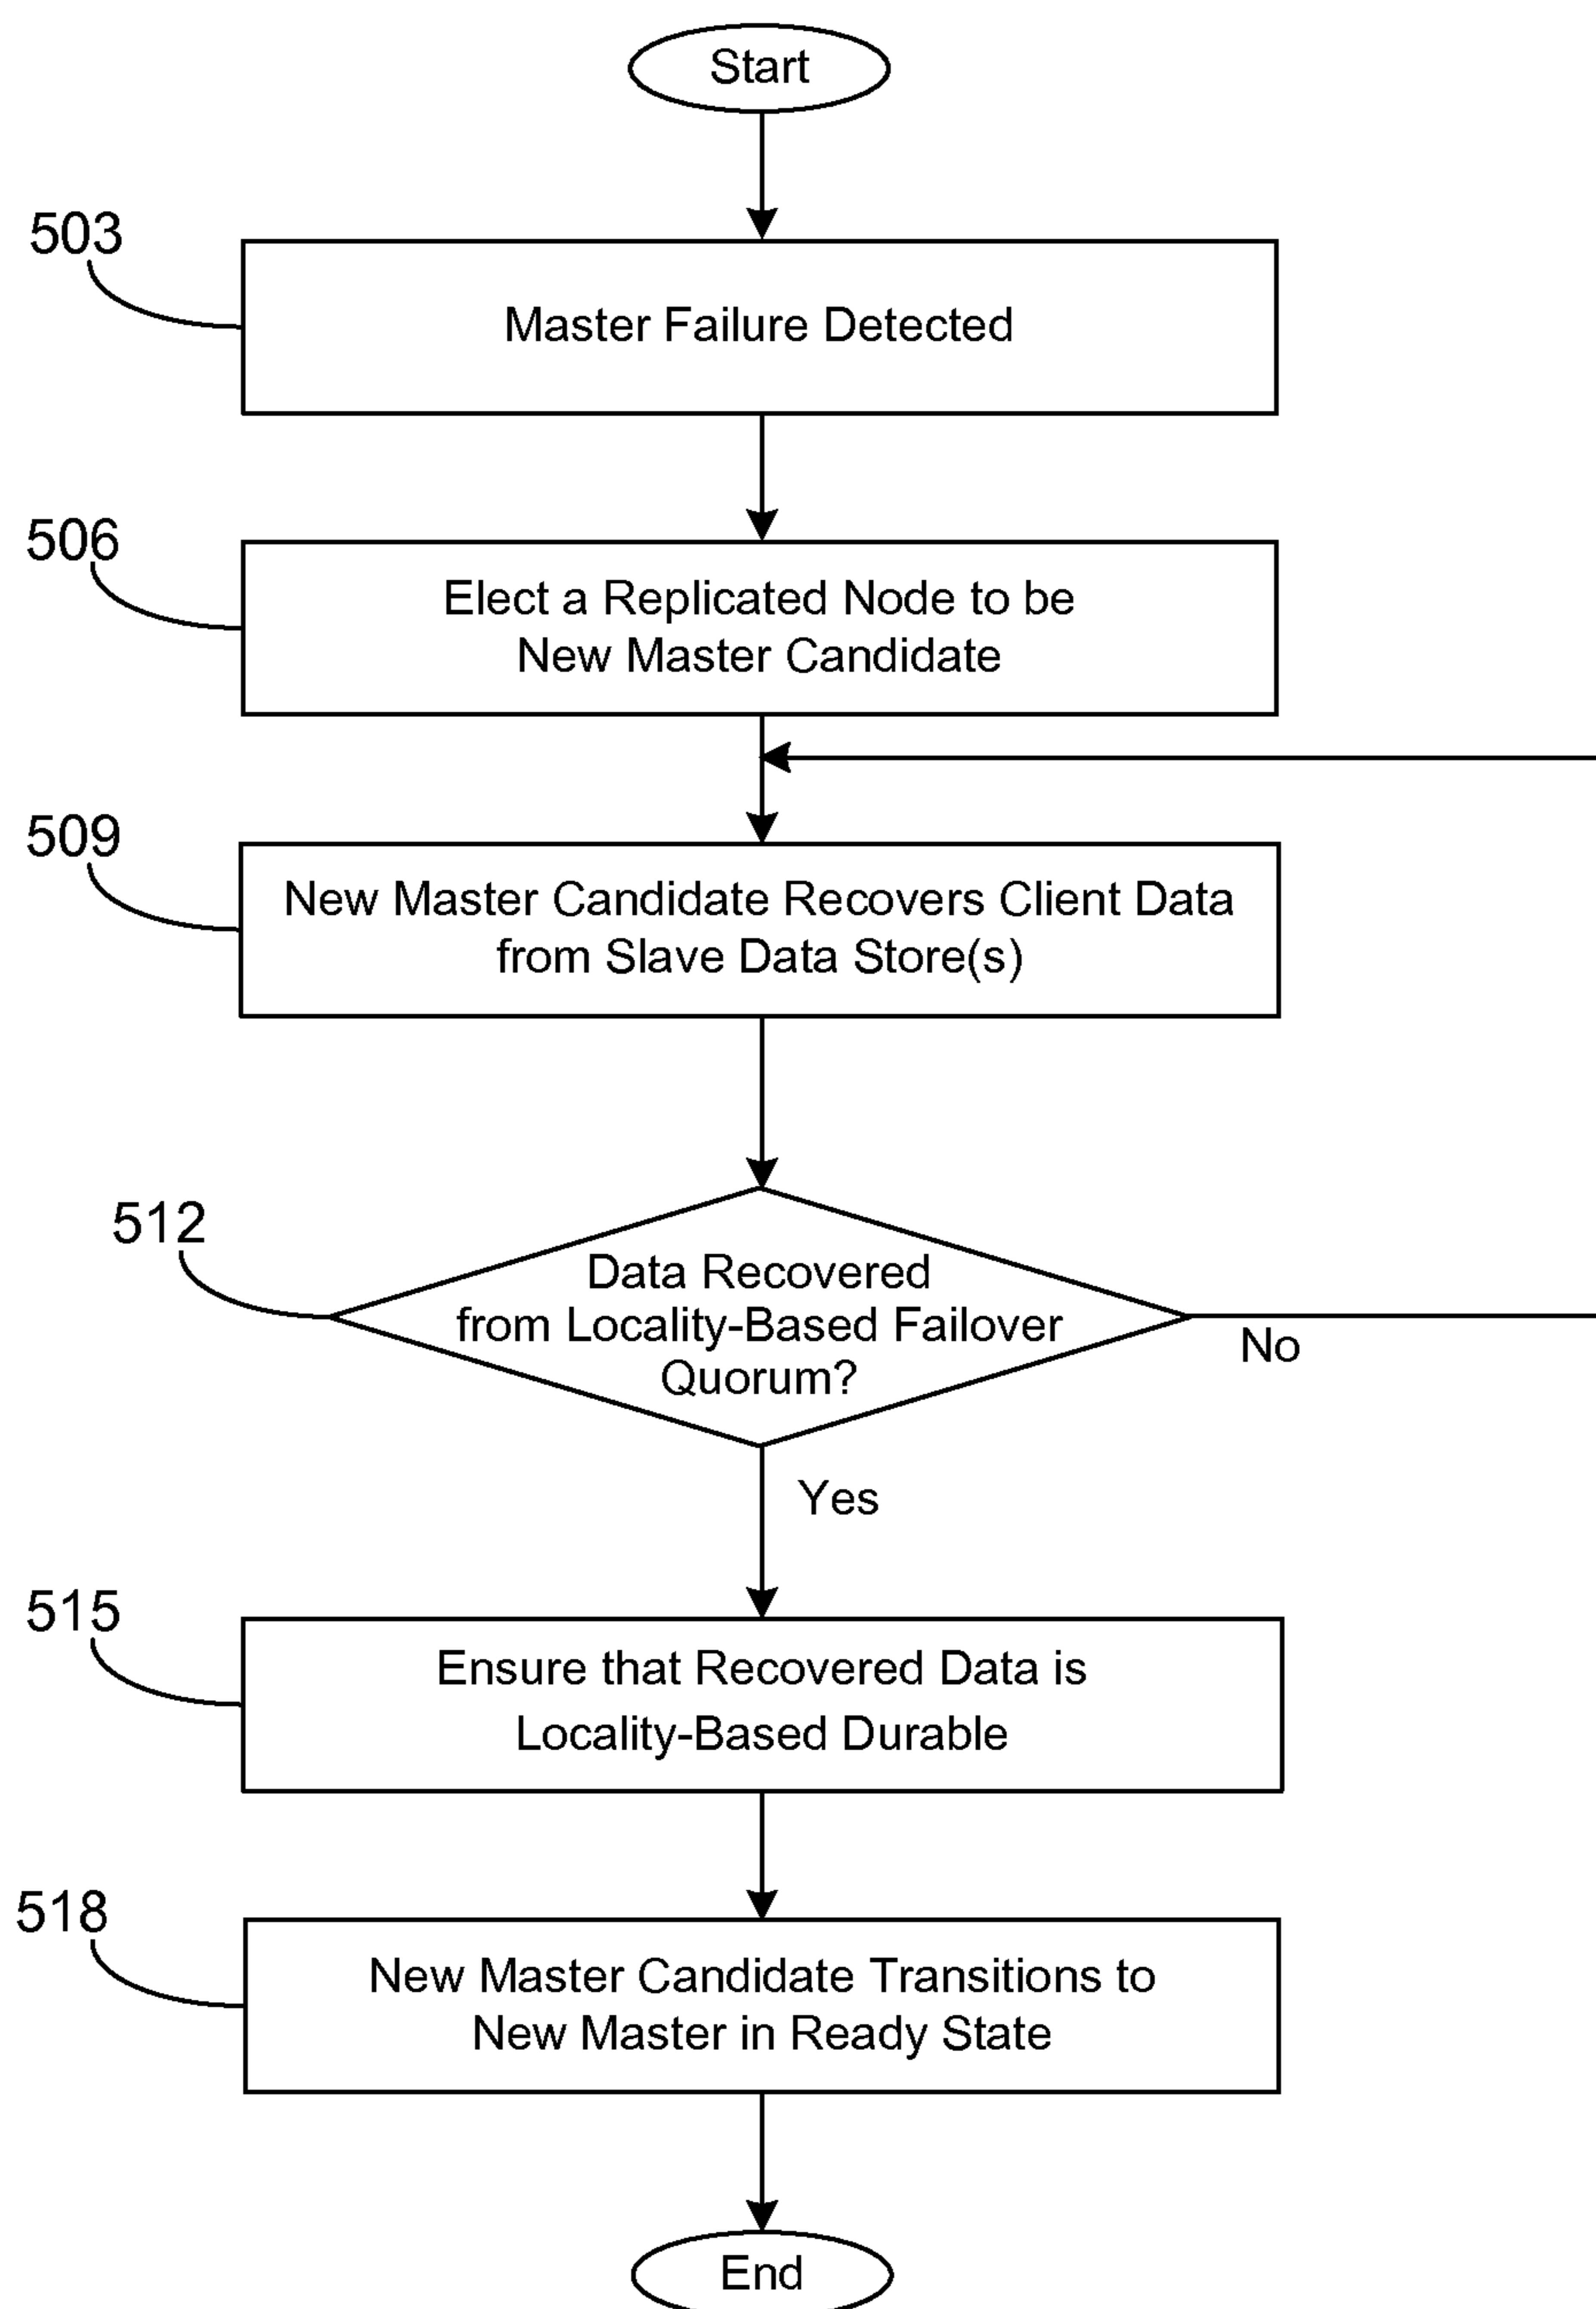 Start
503
Master Failure Detected
506
Elect a Replicated Node to be
New Master Candidate
509
New Master Candidate Recovers Client Data
from Slave Data Store(s)
512
Data Recovered
from Locality-Based Failover
Quorum?
No
Yes
515
Ensure that Recovered Data is
Locality-Based Durable
518
New Master Candidate Transitions to
New Master in Ready State
End